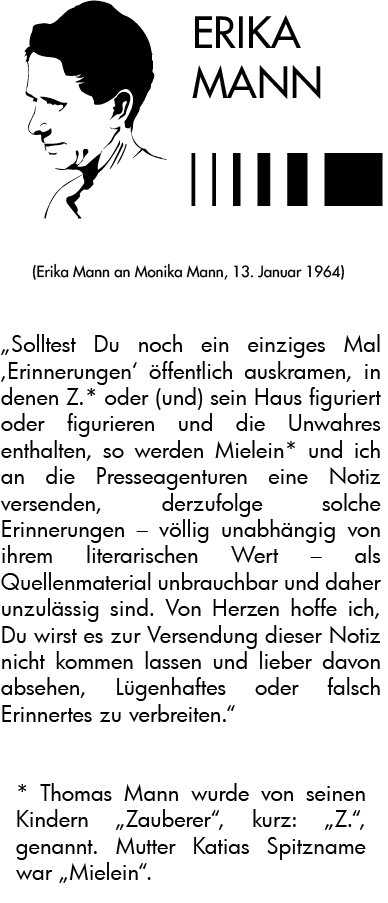 ERIKA
MANN
(Erika Mann an Monika Mann, 13. Januar 1964)
„Solltest Du noch ein einziges Mal
‚Erinnerungen‘ öffentlich auskramen, in
denen Z.* oder (und) sein Haus figuriert
oder figurieren und die Unwahres
enthalten, so werden Mielein* und ich
an die Presseagenturen eine Notiz
versenden, derzufolge solche
Erinnerungen – völlig unabhängig von
ihrem literarischen Wert – als
Quellenmaterial unbrauchbar und daher
unzulässig sind. Von Herzen hoffe ich,
Du wirst es zur Versendung dieser Notiz
nicht kommen lassen und lieber davon
absehen, Lügenhaftes oder falsch
Erinnertes zu verbreiten.“
* Thomas Mann wurde von seinen
Kindern „Zauberer“, kurz: „Z.“,
genannt. Mutter Katias Spitzname
war „Mielein“.